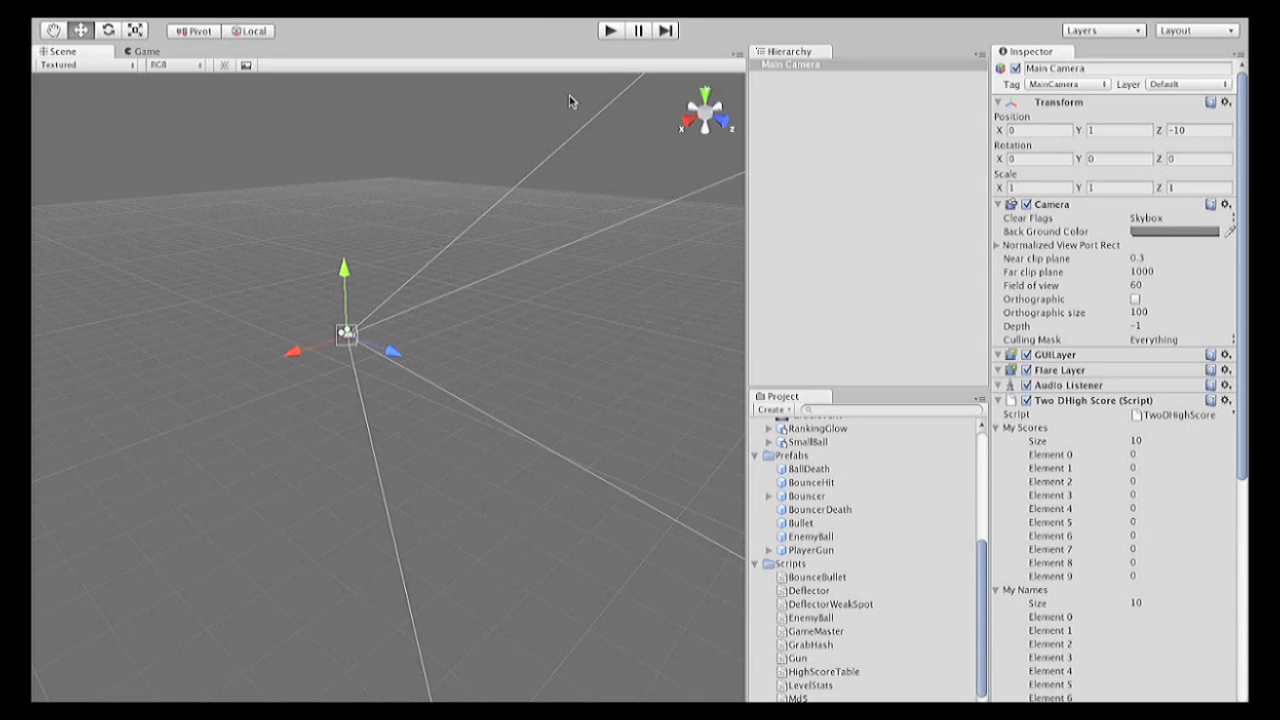 Pivot Local Layers Layout
Scene Game
Textured RGB
Y
x z
Hierarchy
Main Camera
Project
Create
RankingGlow
SmallBall
Prefabs
BallDeath
BounceHit
Bouncer
BouncerDeath
Bullet
EnemyBall
PlayerGun
Scripts
BounceBullet
Deflector
DeflectorWeakSpot
EnemyBall
GameMaster
GrabHash
Gun
HighScoreTable
LevelStats
Md5
Inspector
Main Camera
Tag MainCamera Layer Default
Transform
Position
X 0 Y 1 Z -10
Rotation
X 0 Y 0 Z 0
Scale
X 1 Y 1 Z 1
Camera
Clear Flags Skybox
Back Ground Color
Normalized View Port Rect
Near clip plane 0.3
Far clip plane 1000
Field of view 60
Orthographic
Orthographic size 100
Depth -1
Culling Mask Everything
GUILayer
Flare Layer
Audio Listener
Two DHigh Score (Script)
Script TwoDHighScore
My Scores
Size 10
Element 0 0
Element 1 0
Element 2 0
Element 3 0
Element 4 0
Element 5 0
Element 6 0
Element 7 0
Element 8 0
Element 9 0
My Names
Size 10
Element 0
Element 1
Element 2
Element 3
Element 4
Element 5
Element 6